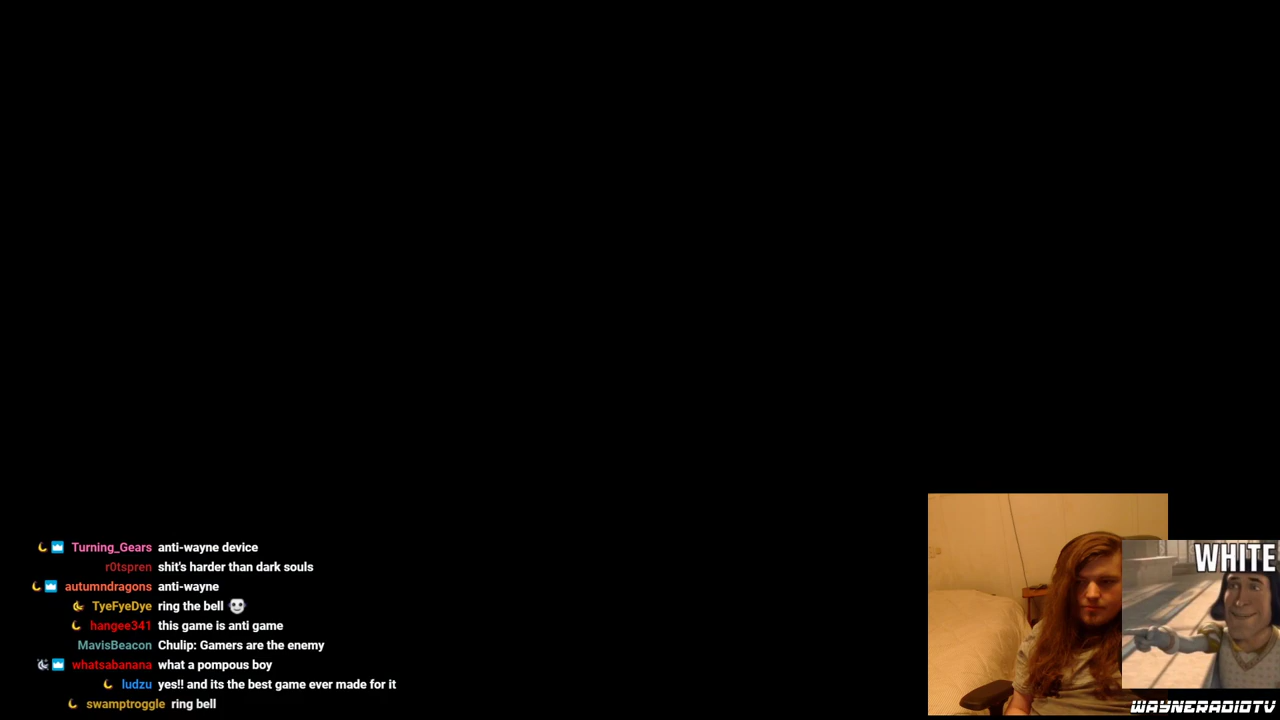 Turning_Gears anti-wayne device
r0tspren shit's harder than dark souls
autumndragons anti-wayne
TyeFyeDye ring the bell
hangee341 this game is anti game
MavisBeacon Chulip: Gamers are the enemy
whatsabanana what a pompous boy
ludzu yes!! and its the best game ever made for it
swamptroggle ring bell
WHITE
WAYNERADIOTV